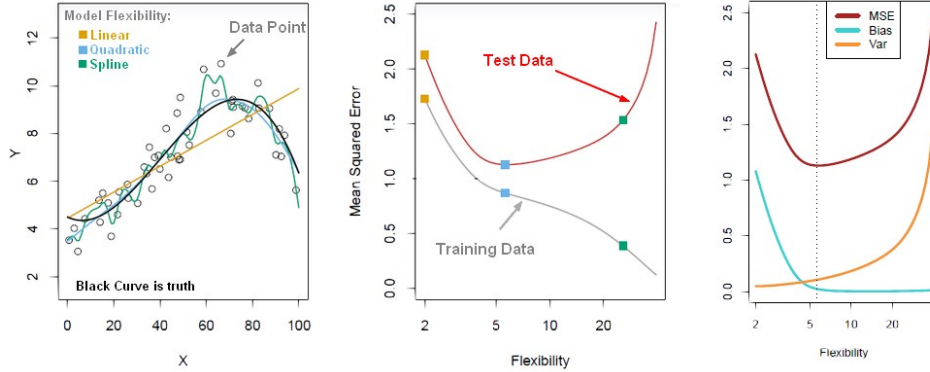 Model Flexibility:
Linear
Quadratic
Spline
Data Point
Black Curve is truth
Y
2
4
6
8
10
12
0
20
40
60
80
100
X
Test Data
Training Data
Mean Squared Error
0.0
0.5
1.0
1.5
2.0
2.5
2
5
10
20
Flexibility
MSE
Bias
Var
0.0
0.5
1.0
1.5
2.0
2.5
2
5
10
20
Flexibility